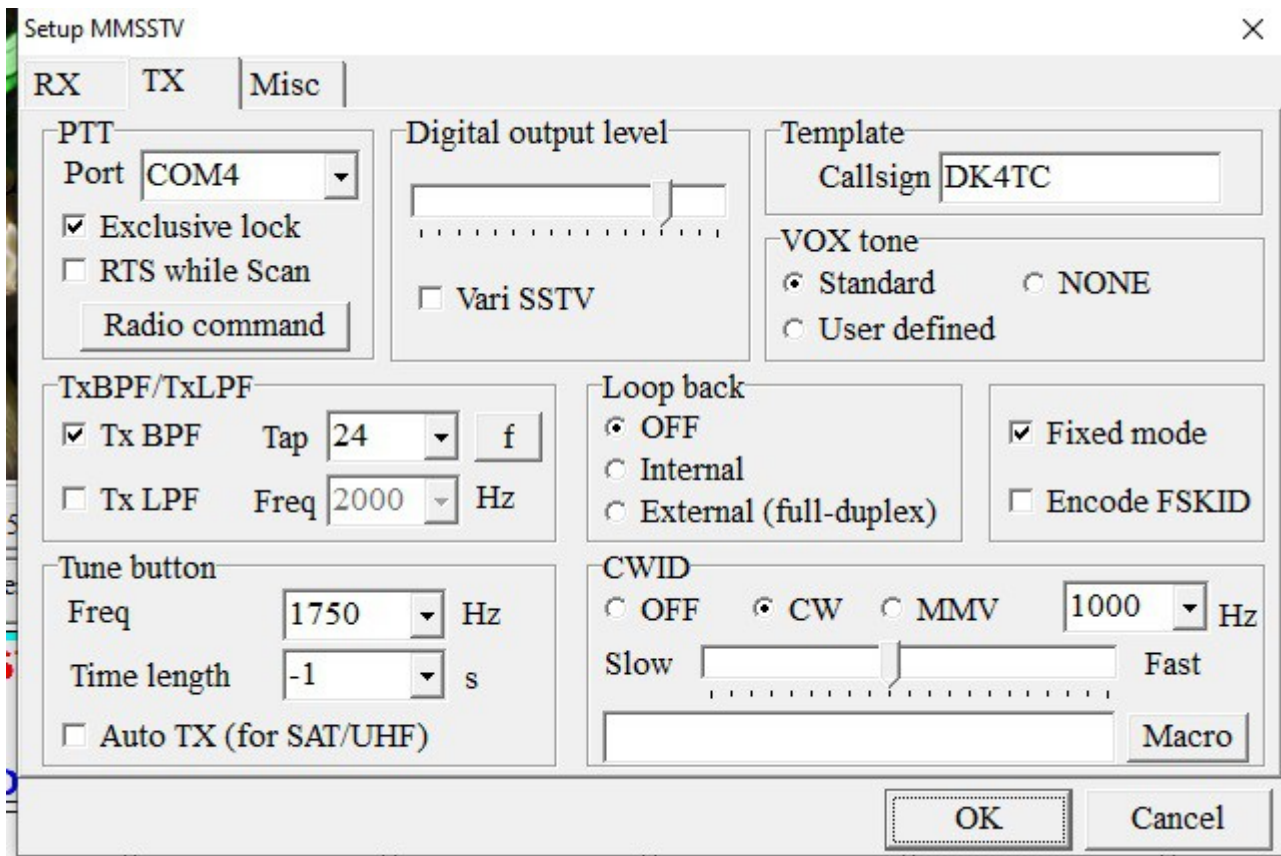 Setup MMSSTV
RX TX Misc
PTT
Port COM4
Exclusive lock
RTS while Scan
Radio command
Digital output level
Vari SSTV
Template
Callsign DK4TC
VOX tone
Standard NONE
User defined
TxBPF/TxLPF
Tx BPF Tap 24 f
Tx LPF Freq 2000 Hz
Loop back
OFF
Internal
External (full-duplex)
Fixed mode
Encode FSKID
Tune button
Freq 1750 Hz
Time length -1 s
Auto TX (for SAT/UHF)
CWID
OFF CW MMV 1000 Hz
Slow Fast
Macro
OK Cancel